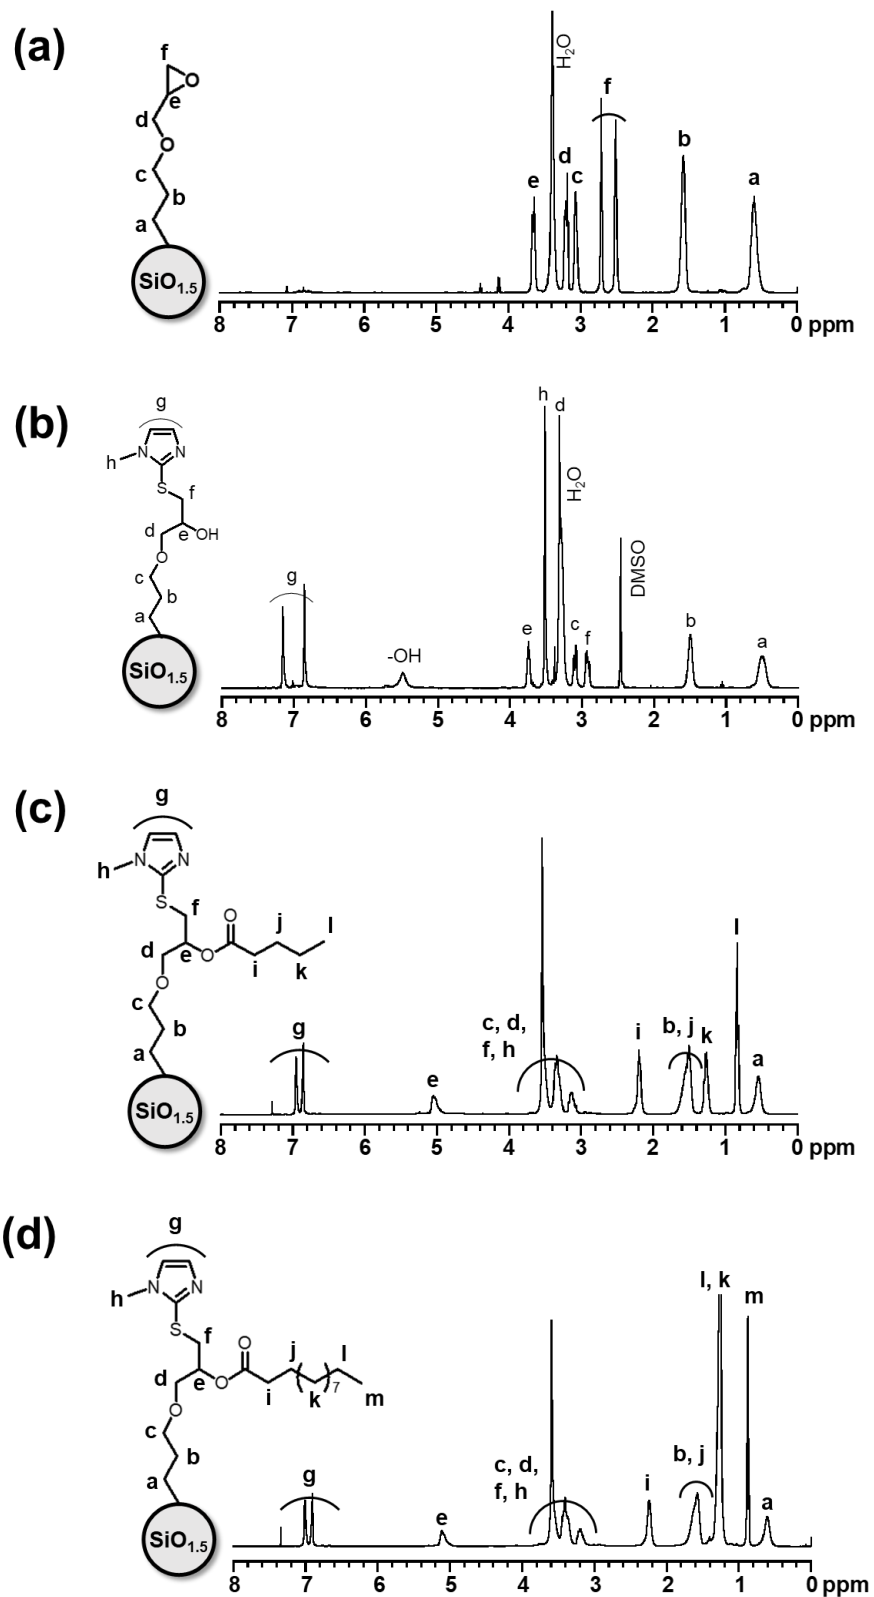 (a)
f
O
e
d
O
c
b
a
SiO1.5
H2O
f
e
d
c
b
a
8 7 6 5 4 3 2 1 0 ppm
(b)
g
h
N
N
S
f
d
e
OH
O
c
b
a
SiO1.5
g
-OH
e
h
d
H2O
c
f
DMSO
b
a
8 7 6 5 4 3 2 1 0 ppm
(c)
g
h
N
N
S
f
O
j
l
d
e
O
i
k
O
c
b
a
SiO1.5
g
e
c, d,
f, h
i
b, j
k
l
a
8 7 6 5 4 3 2 1 0 ppm
(d)
g
h
N
N
S
f
O
j
l
d
e
O
i
k
7
m
O
c
b
a
SiO1.5
g
e
c, d,
f, h
i
b, j
l, k
m
a
8 7 6 5 4 3 2 1 0 ppm